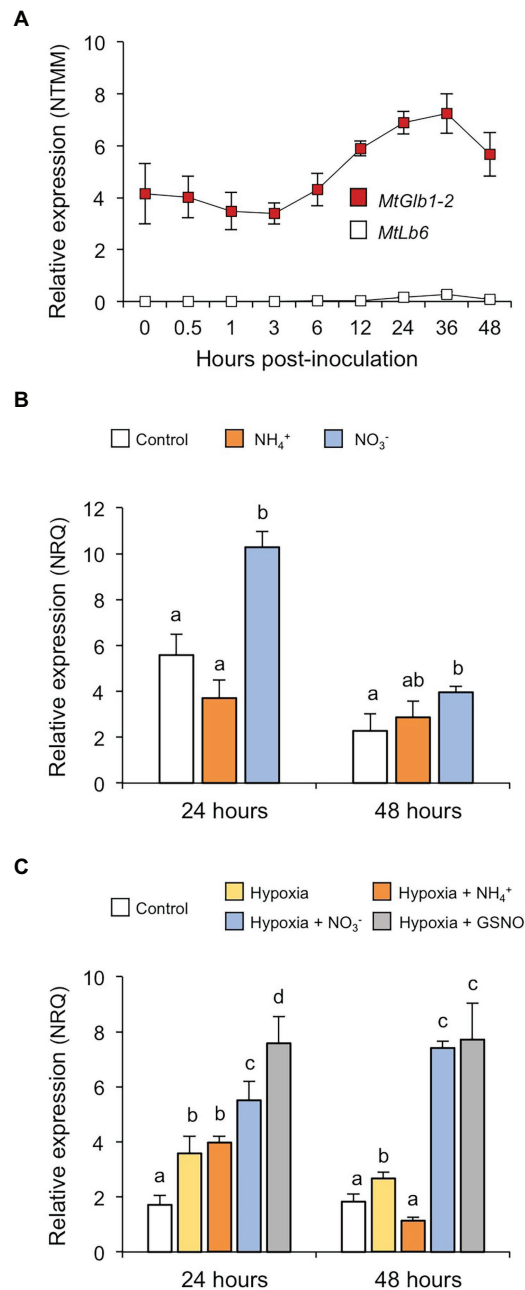 A
Relative expression (NTMM)
10
8
6
4
2
0
MtGlb1-2
MtLb6
0 0.5 1 3 6 12 24 36 48
Hours post-inoculation
B
Control NH₄⁺ NO₃⁻
Relative expression (NRQ)
12
10
8
6
4
2
0
a a b a ab b
24 hours 48 hours
C
Control Hypoxia Hypoxia + NH₄⁺
Hypoxia + NO₃⁻ Hypoxia + GSNO
Relative expression (NRQ)
10
8
6
4
2
0
a b b c d a b a c c
24 hours 48 hours